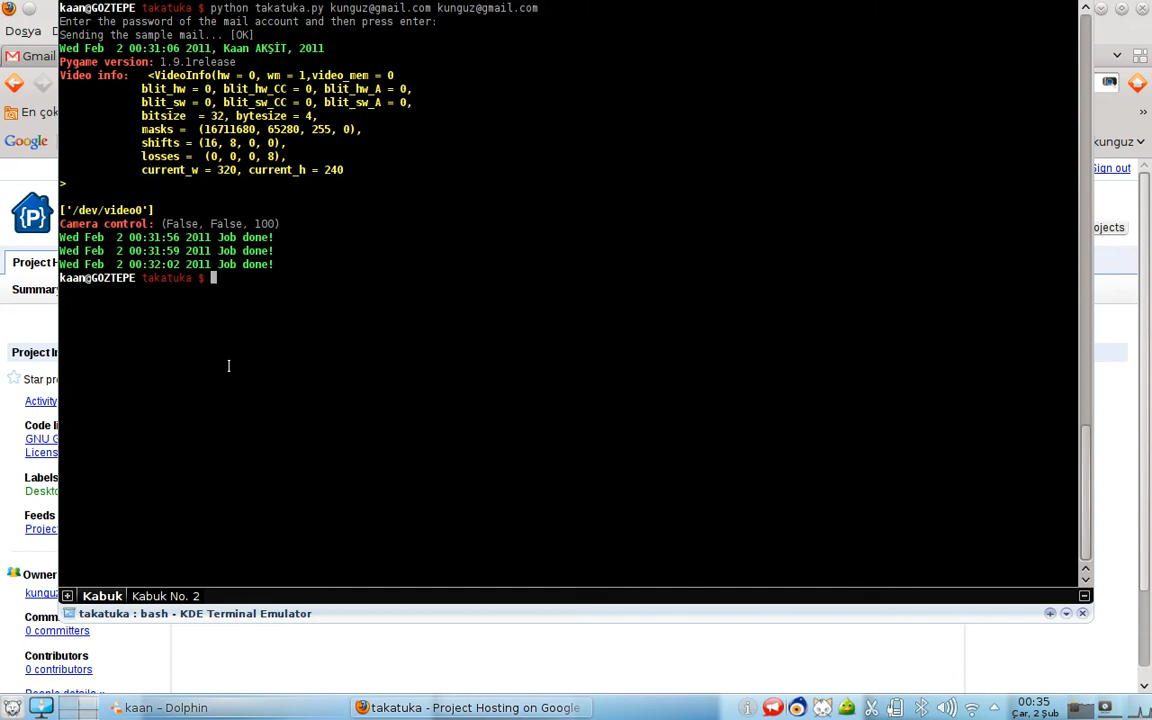 kaan@GOZTEPE takatuka $ python takatuka.py kunguz@gmail.com kunguz@gmail.com
Enter the password of the mail account and then press enter:
Sending the sample mail... [OK]
Wed Feb  2 00:31:06 2011, Kaan AKŞİT, 2011
Pygame version: 1.9.1release
Video info:   <VideoInfo(hw = 0, wm = 1,video_mem = 0
blit_hw = 0, blit_hw_CC = 0, blit_hw_A = 0,
blit_sw = 0, blit_sw_CC = 0, blit_sw_A = 0,
bitsize  = 32, bytesize = 4,
masks =  (16711680, 65280, 255, 0),
shifts = (16, 8, 0, 0),
losses =  (0, 0, 0, 8),
current_w = 320, current_h = 240
>
['/dev/video0']
Camera control: (False, False, 100)
Wed Feb  2 00:31:56 2011 Job done!
Wed Feb  2 00:31:59 2011 Job done!
Wed Feb  2 00:32:02 2011 Job done!
kaan@GOZTEPE takatuka $
Dosya
Gmail
En çok
Google
kunguz
Sign out
ojects
Project H
Summary
Project In
Star pr
Activity
Code li
GNU G
Licens
Labels
Deskto
Feeds
Project
Owner
kunguz
Comm
0 committers
Contributors
0 contributors
People details »
Kabuk
Kabuk No. 2
takatuka : bash - KDE Terminal Emulator
kaan – Dolphin
takatuka - Project Hosting on Google
00:35
Çar, 2 Şub